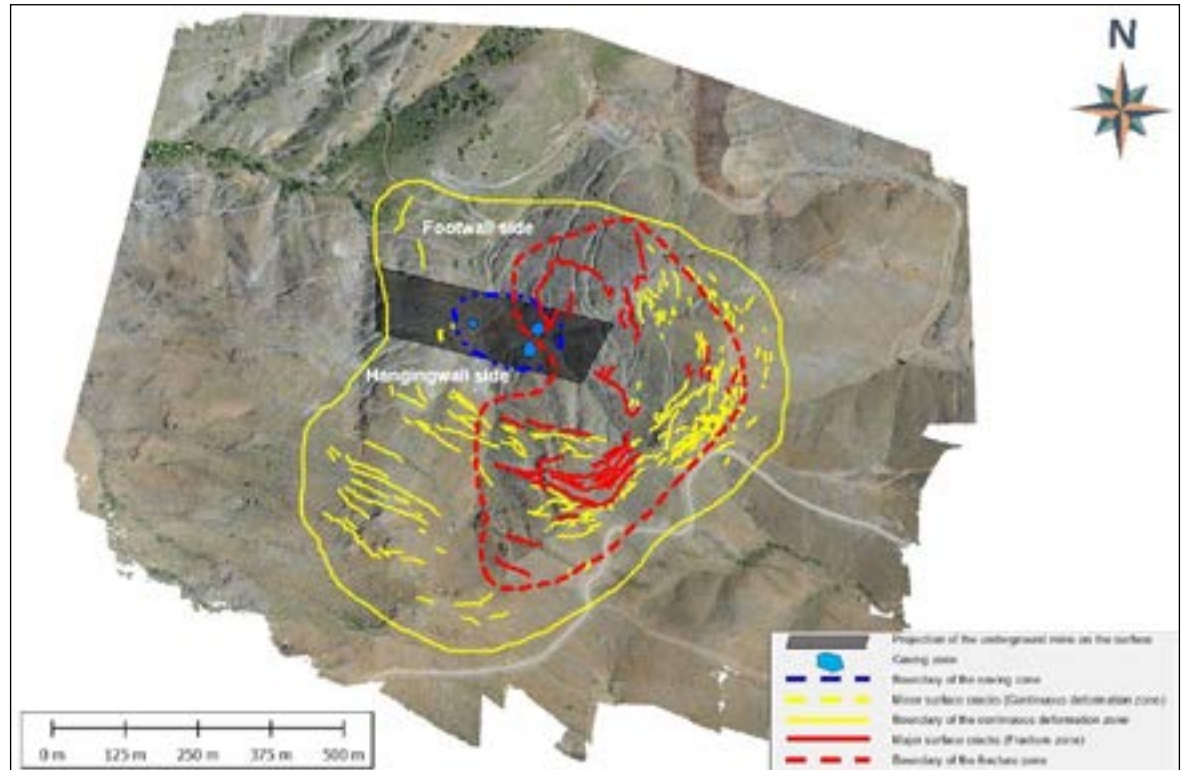 N
Footwall side
Hangingwall side
Projection of the underground mine on the surface
Caving zone
Boundary of the caving zone
Minor surface cracks (Continuous deformation zone)
Boundary of the continuous deformation zone
Major surface cracks (Fracture zone)
Boundary of the fracture zone
0 m 125 m 250 m 375 m 500 m